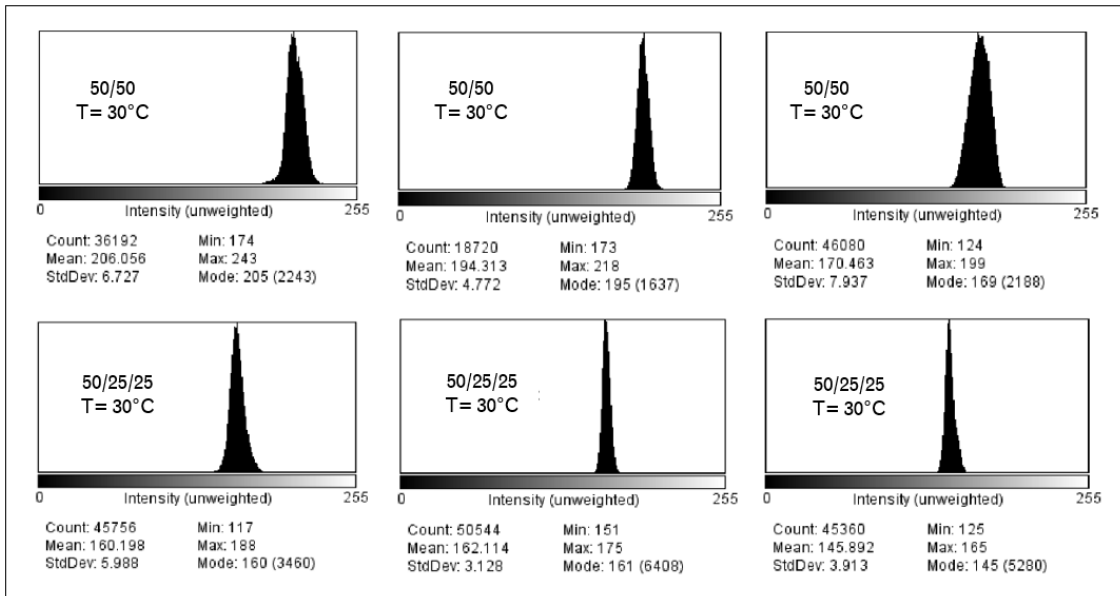 50/50
T= 30°C
0 Intensity (unweighted) 255
Count: 36192 Min: 174
Mean: 206.056 Max: 243
StdDev: 6.727 Mode: 205 (2243)
50/50
T= 30°C
0 Intensity (unweighted) 255
Count: 18720 Min: 173
Mean: 194.313 Max: 218
StdDev: 4.772 Mode: 195 (1637)
50/50
T= 30°C
0 Intensity (unweighted) 255
Count: 46080 Min: 124
Mean: 170.463 Max: 199
StdDev: 7.937 Mode: 169 (2188)
50/25/25
T= 30°C
0 Intensity (unweighted) 255
Count: 45756 Min: 117
Mean: 160.198 Max: 188
StdDev: 5.988 Mode: 160 (3460)
50/25/25
T= 30°C
0 Intensity (unweighted) 255
Count: 50544 Min: 151
Mean: 162.114 Max: 175
StdDev: 3.128 Mode: 161 (6408)
50/25/25
T= 30°C
0 Intensity (unweighted) 255
Count: 45360 Min: 125
Mean: 145.892 Max: 165
StdDev: 3.913 Mode: 145 (5280)